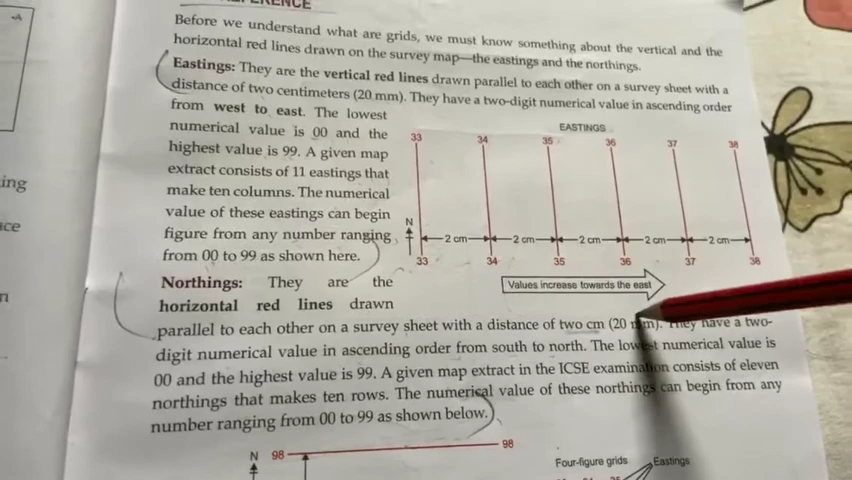 Before we understand what are grids, we must know something about the vertical and the
horizontal red lines drawn on the survey map—the eastings and the northings.
Eastings: They are the vertical red lines drawn parallel to each other on a survey sheet with a
distance of two centimeters (20 mm). They have a two-digit numerical value in ascending order
from west to east. The lowest
numerical value is 00 and the
highest value is 99. A given map
extract consists of 11 eastings that
make ten columns. The numerical
value of these eastings can begin
figure from any number ranging
from 00 to 99 as shown here.
EASTINGS
33 34 35 36 37 38
N
2 cm 2 cm 2 cm 2 cm 2 cm
33 34 35 36 37 38
Values increase towards the east
Northings: They are the
horizontal red lines drawn
parallel to each other on a survey sheet with a distance of two cm (20 mm). They have a two-
digit numerical value in ascending order from south to north. The lowest numerical value is
00 and the highest value is 99. A given map extract in the ICSE examination consists of eleven
northings that makes ten rows. The numerical value of these northings can begin from any
number ranging from 00 to 99 as shown below.
N 98 98
Four-figure grids Eastings